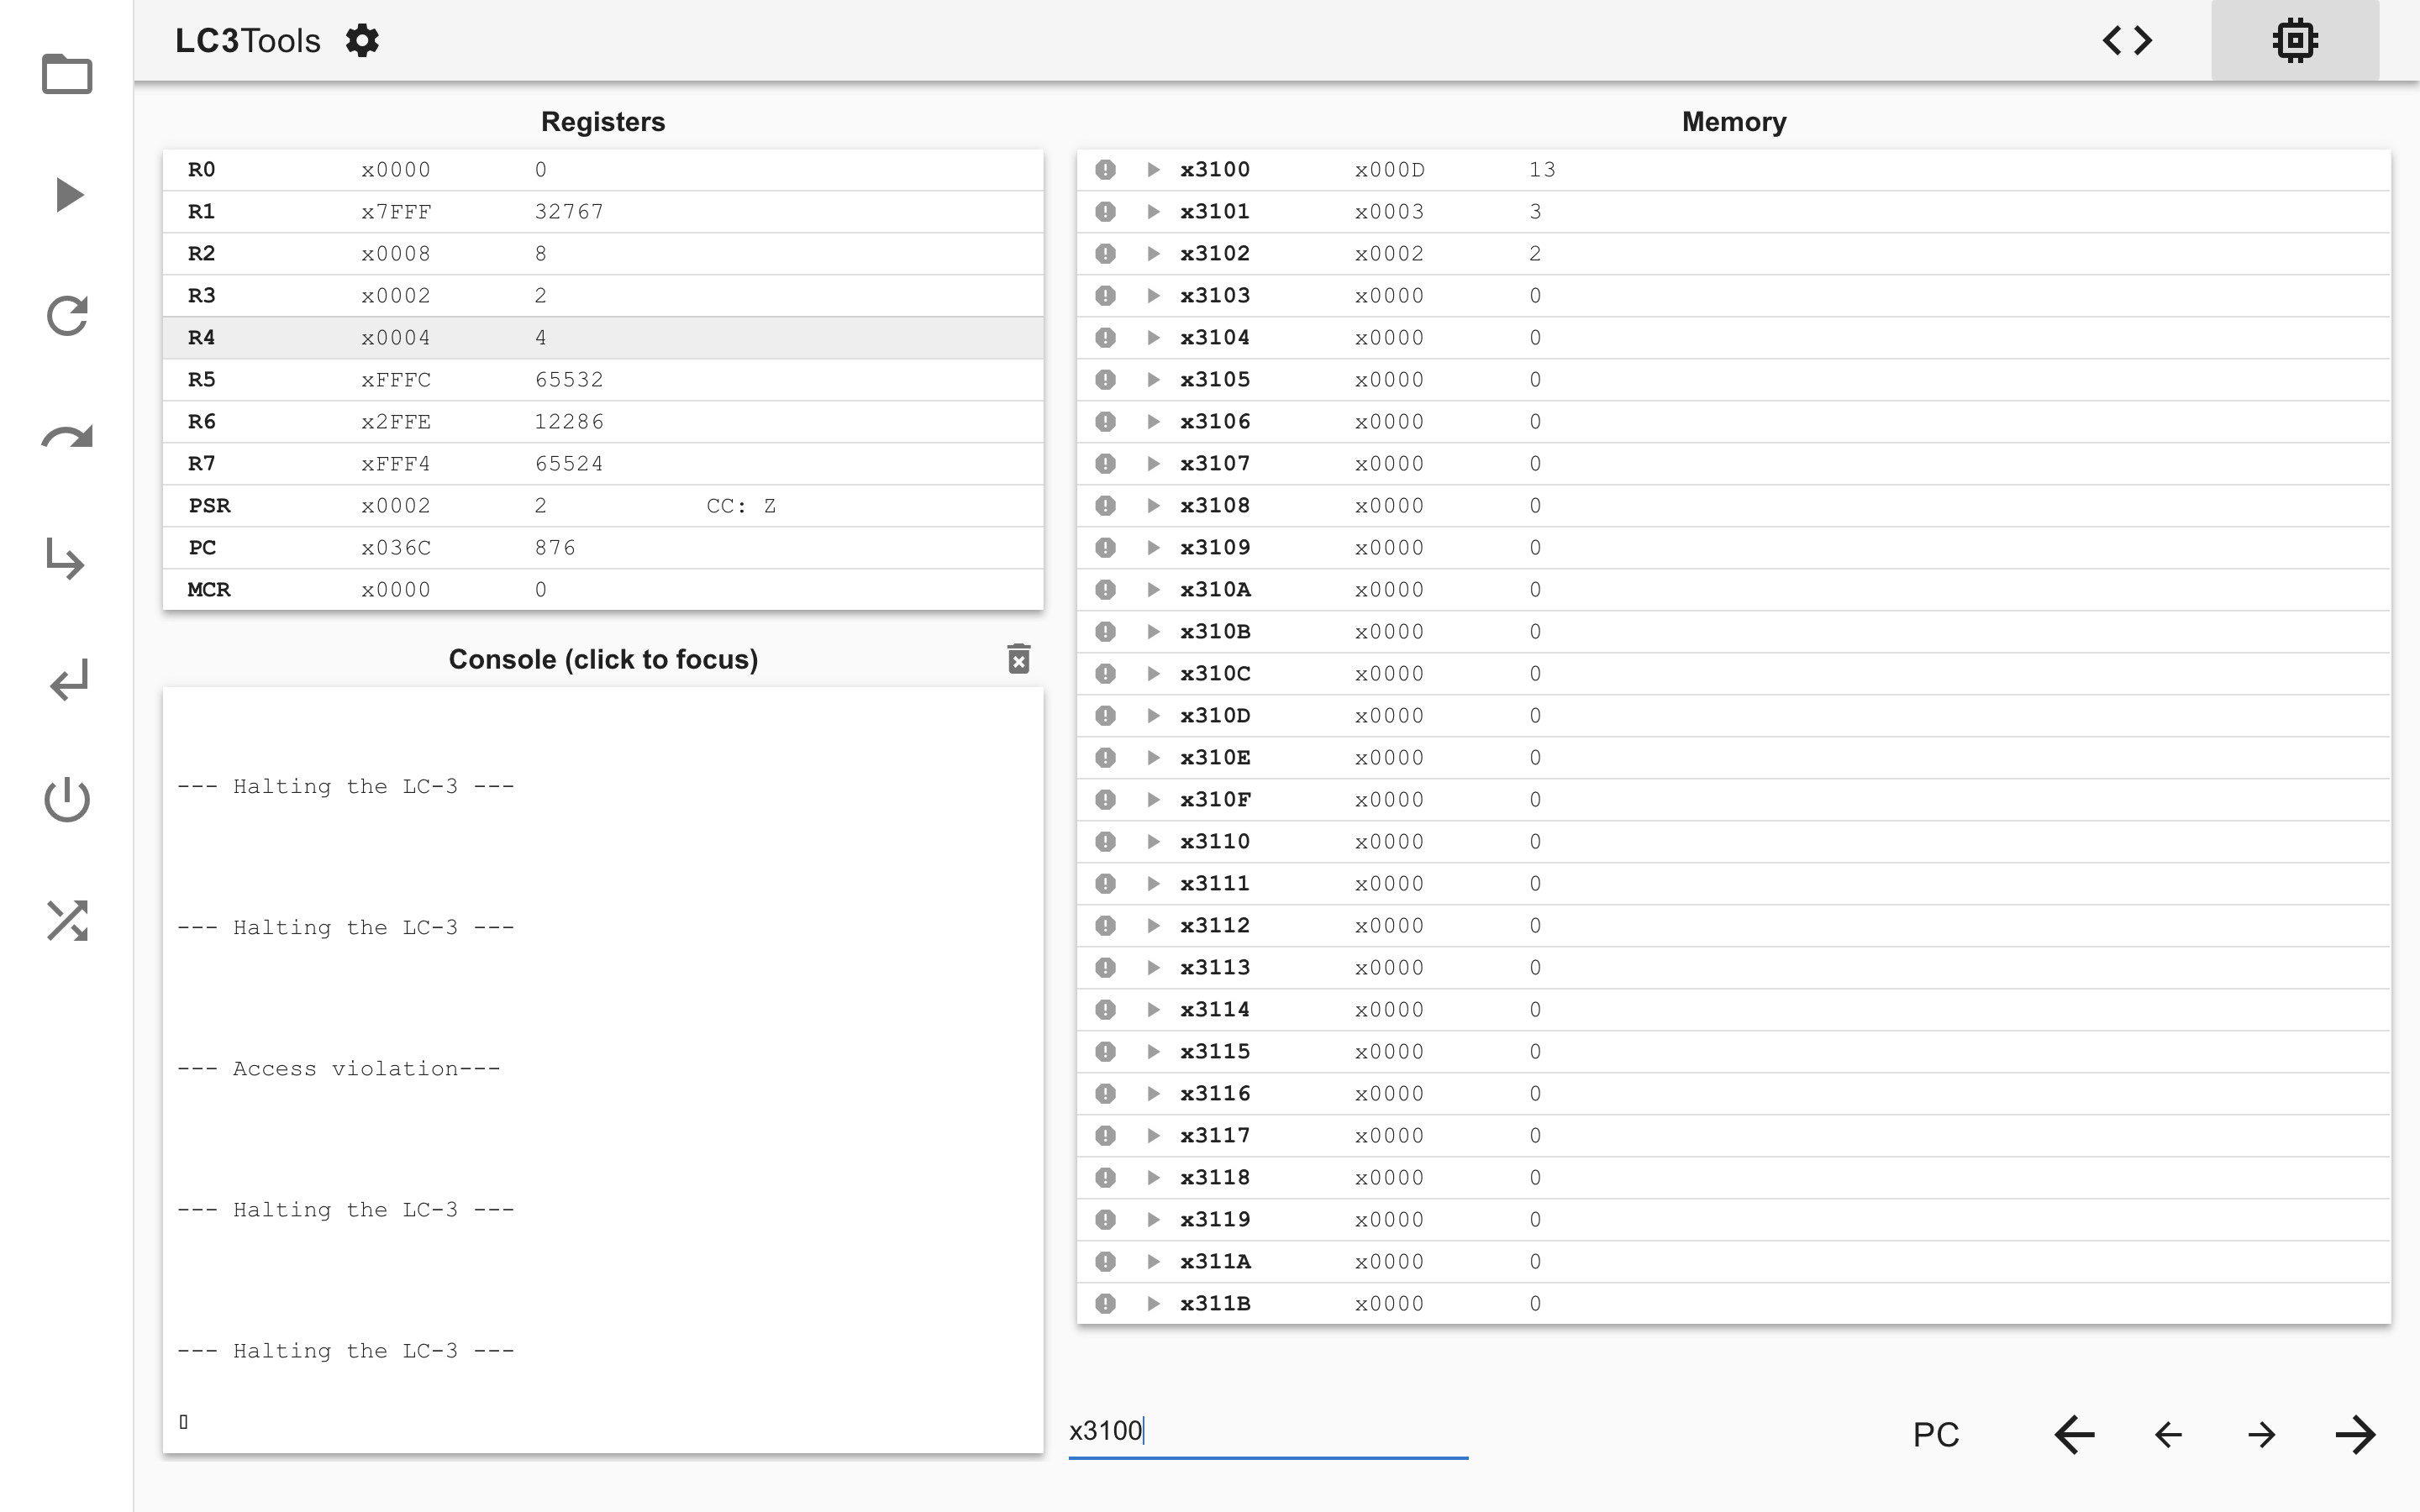 LC3Tools
Registers
R0 x0000 0
R1 x7FFF 32767
R2 x0008 8
R3 x0002 2
R4 x0004 4
R5 xFFFC 65532
R6 x2FFE 12286
R7 xFFF4 65524
PSR x0002 2 CC: Z
PC x036C 876
MCR x0000 0
Console (click to focus)
--- Halting the LC-3 ---
--- Halting the LC-3 ---
--- Access violation---
--- Halting the LC-3 ---
--- Halting the LC-3 ---
Memory
x3100 x000D 13
x3101 x0003 3
x3102 x0002 2
x3103 x0000 0
x3104 x0000 0
x3105 x0000 0
x3106 x0000 0
x3107 x0000 0
x3108 x0000 0
x3109 x0000 0
x310A x0000 0
x310B x0000 0
x310C x0000 0
x310D x0000 0
x310E x0000 0
x310F x0000 0
x3110 x0000 0
x3111 x0000 0
x3112 x0000 0
x3113 x0000 0
x3114 x0000 0
x3115 x0000 0
x3116 x0000 0
x3117 x0000 0
x3118 x0000 0
x3119 x0000 0
x311A x0000 0
x311B x0000 0
x3100
PC